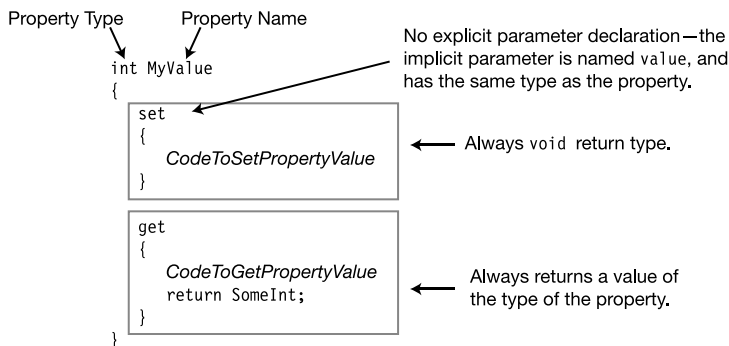 Property Type
Property Name
No explicit parameter declaration—the
implicit parameter is named value, and
has the same type as the property.
int MyValue
{
set
{
CodeToSetPropertyValue
}
Always void return type.
get
{
CodeToGetPropertyValue
return SomeInt;
}
Always returns a value of
the type of the property.
}